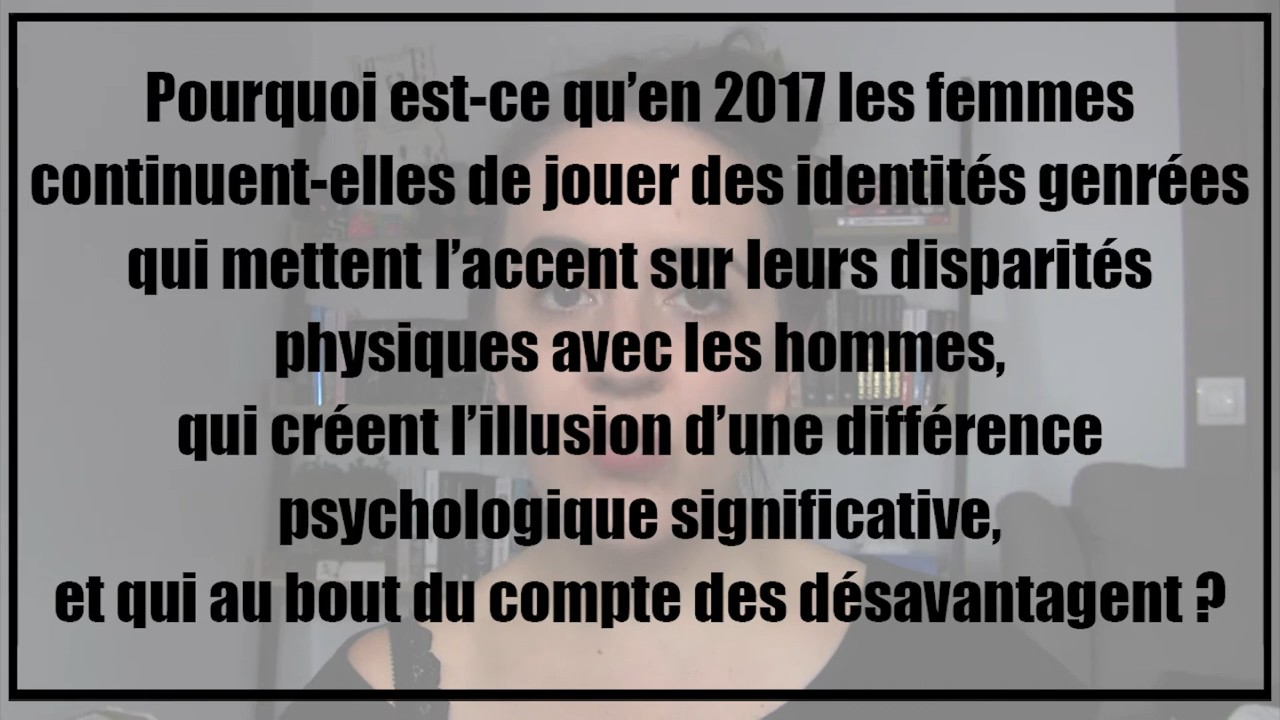 Pourquoi est-ce qu’en 2017 les femmes
continuent-elles de jouer des identités genrées
qui mettent l’accent sur leurs disparités
physiques avec les hommes,
qui créent l’illusion d’une différence
psychologique significative,
et qui au bout du compte des désavantagent ?